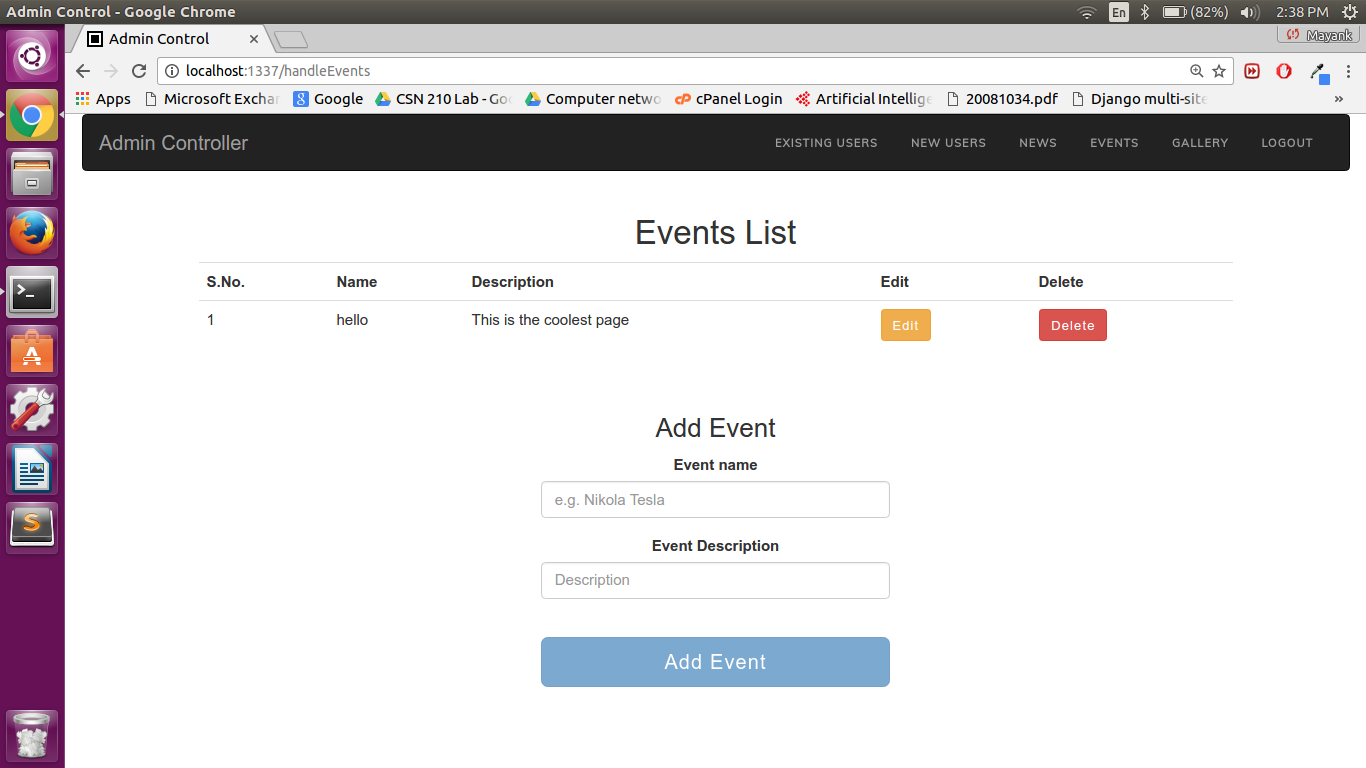 Admin Control - Google Chrome
En
(82%)
2:38 PM
Admin Control
Mayank
localhost:1337/handleEvents
Apps Microsoft Exchan Google CSN 210 Lab - Goo Computer netwo cPanel Login Artificial Intellige 20081034.pdf Django multi-site »
Admin Controller EXISTING USERS NEW USERS NEWS EVENTS GALLERY LOGOUT
Events List
S.No. Name Description Edit Delete
1 hello This is the coolest page Edit Delete
Add Event
Event name
e.g. Nikola Tesla
Event Description
Description
Add Event